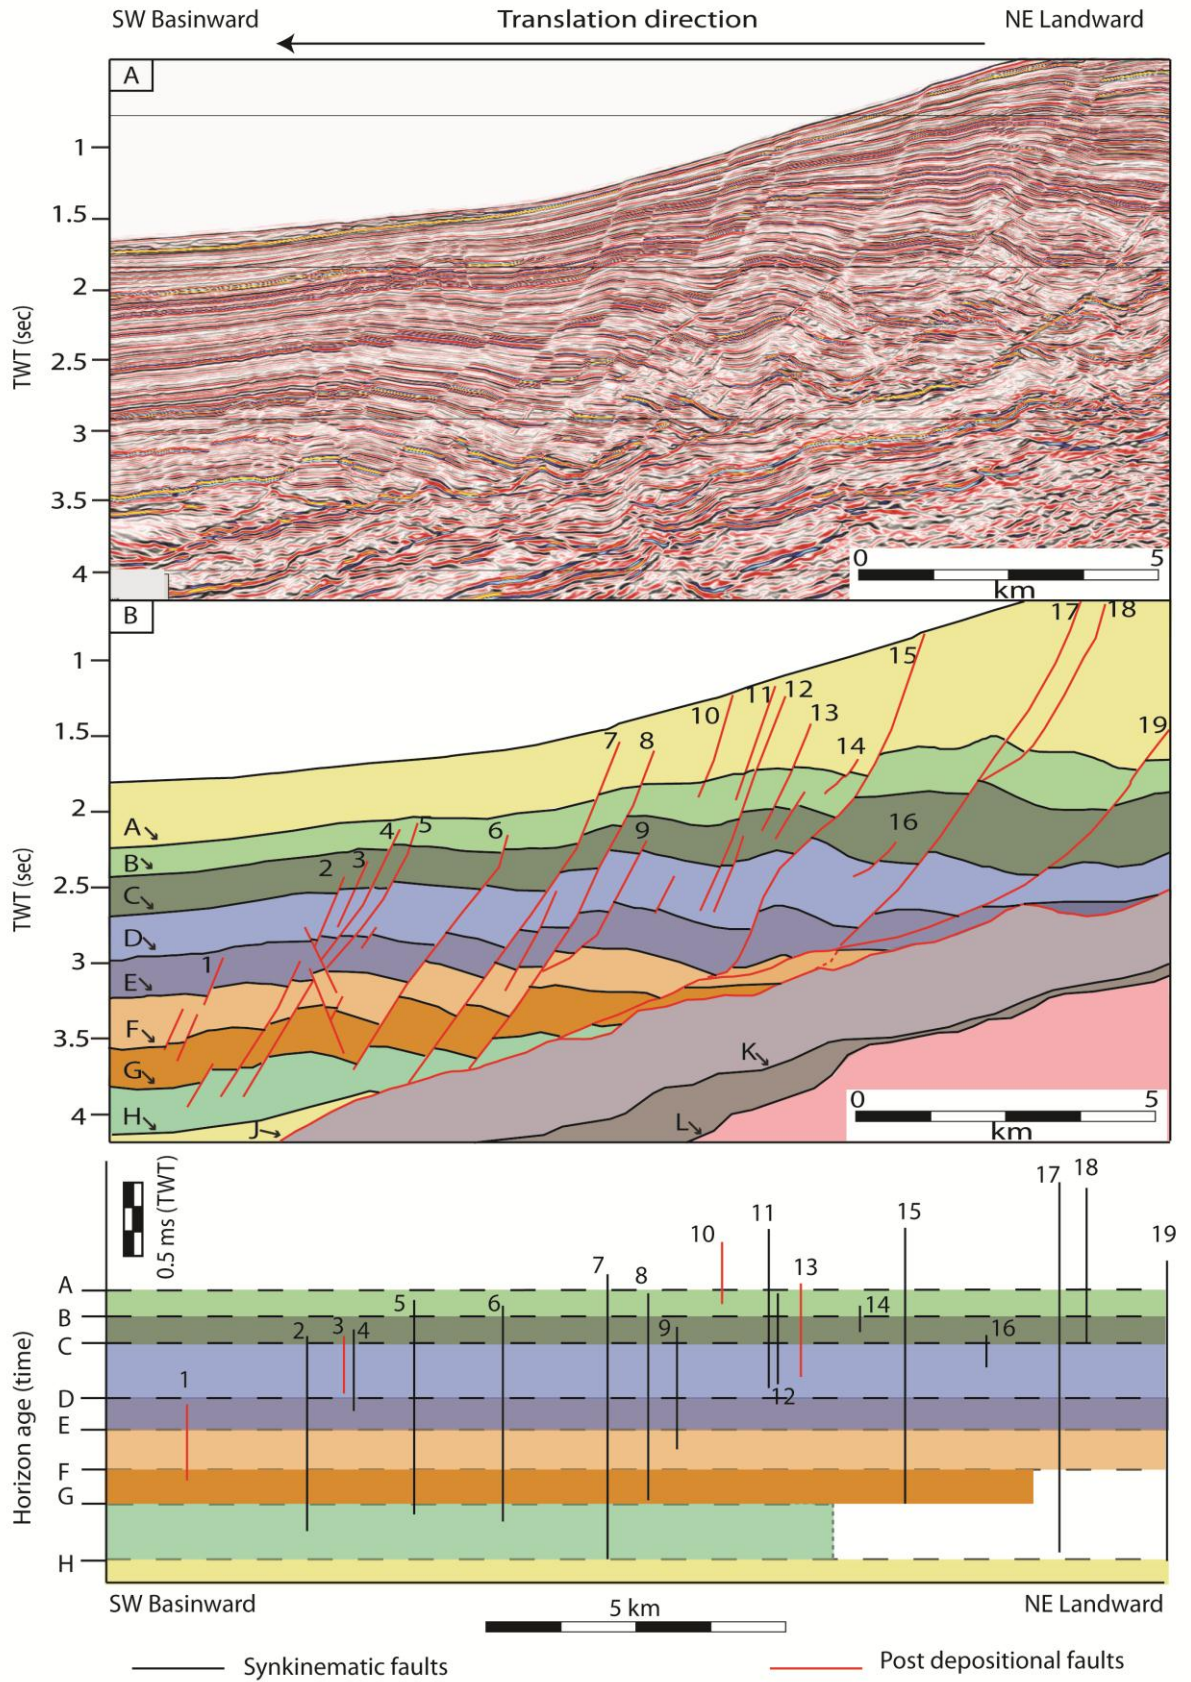 SW Basinward
Translation direction
NE Landward
A
1
1.5
2
2.5
3
3.5
4
TWT (sec)
0 5
km
B
1
1.5
2
2.5
3
3.5
4
TWT (sec)
17 18
15
10 11 12
13
19
7 8
14
4 5 6
9 16
2 3
1
A
B
C
D
E
F
G
H
J
K
L
0 5
km
0.5 ms (TWT)
Horizon age (time)
17 18
15
11
10
19
7
8
13
5
6
14
2 3 4
9
16
1
12
A
B
C
D
E
F
G
H
SW Basinward
NE Landward
5 km
Synkinematic faults
Post depositional faults